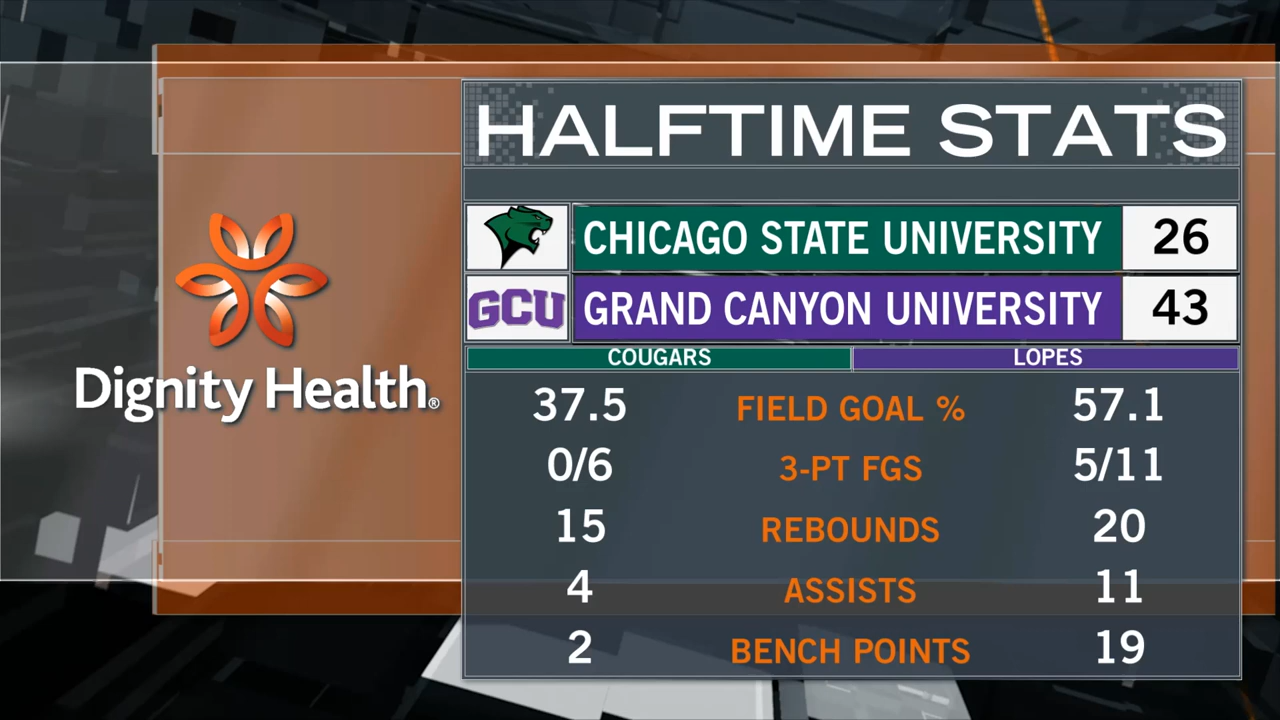 HALFTIME STATS
CHICAGO STATE UNIVERSITY 26
GCU GRAND CANYON UNIVERSITY 43
COUGARS LOPES
37.5 FIELD GOAL % 57.1
0/6 3-PT FGS 5/11
15 REBOUNDS 20
4 ASSISTS 11
2 BENCH POINTS 19
Dignity Health®